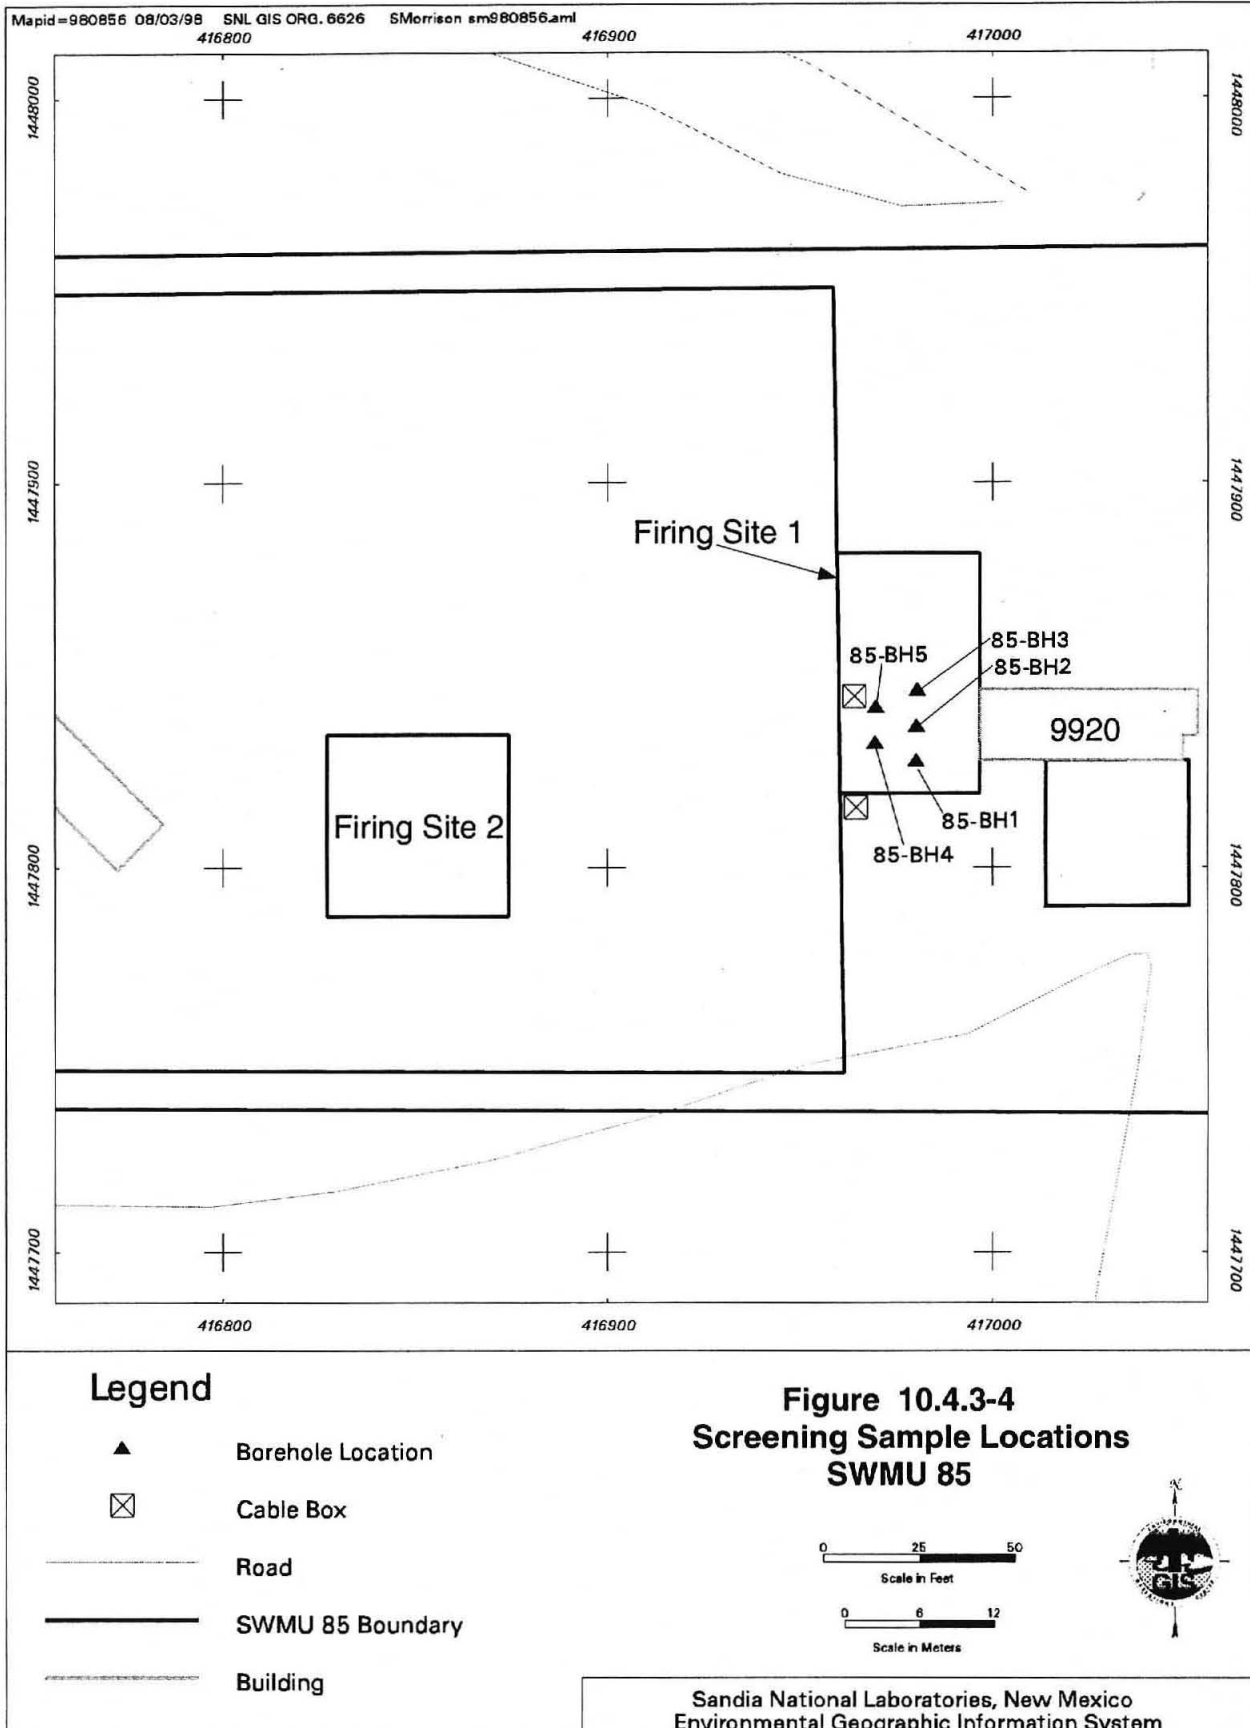 Mapid=980856 08/03/98 SNL GIS ORG. 6626 SMorrison sm980856.aml
416800 416900 417000
1448000 1448000
1447900 1447900
Firing Site 1
85-BH3
85-BH5
85-BH2
9920
Firing Site 2
85-BH1
85-BH4
1447800 1447800
1447700 1447700
416800 416900 417000
Legend
Borehole Location
Cable Box
Road
SWMU 85 Boundary
Building
Figure 10.4.3-4
Screening Sample Locations
SWMU 85
0 25 50
Scale in Feet
0 6 12
Scale in Meters
N
GIS
Sandia National Laboratories, New Mexico
Environmental Geographic Information System